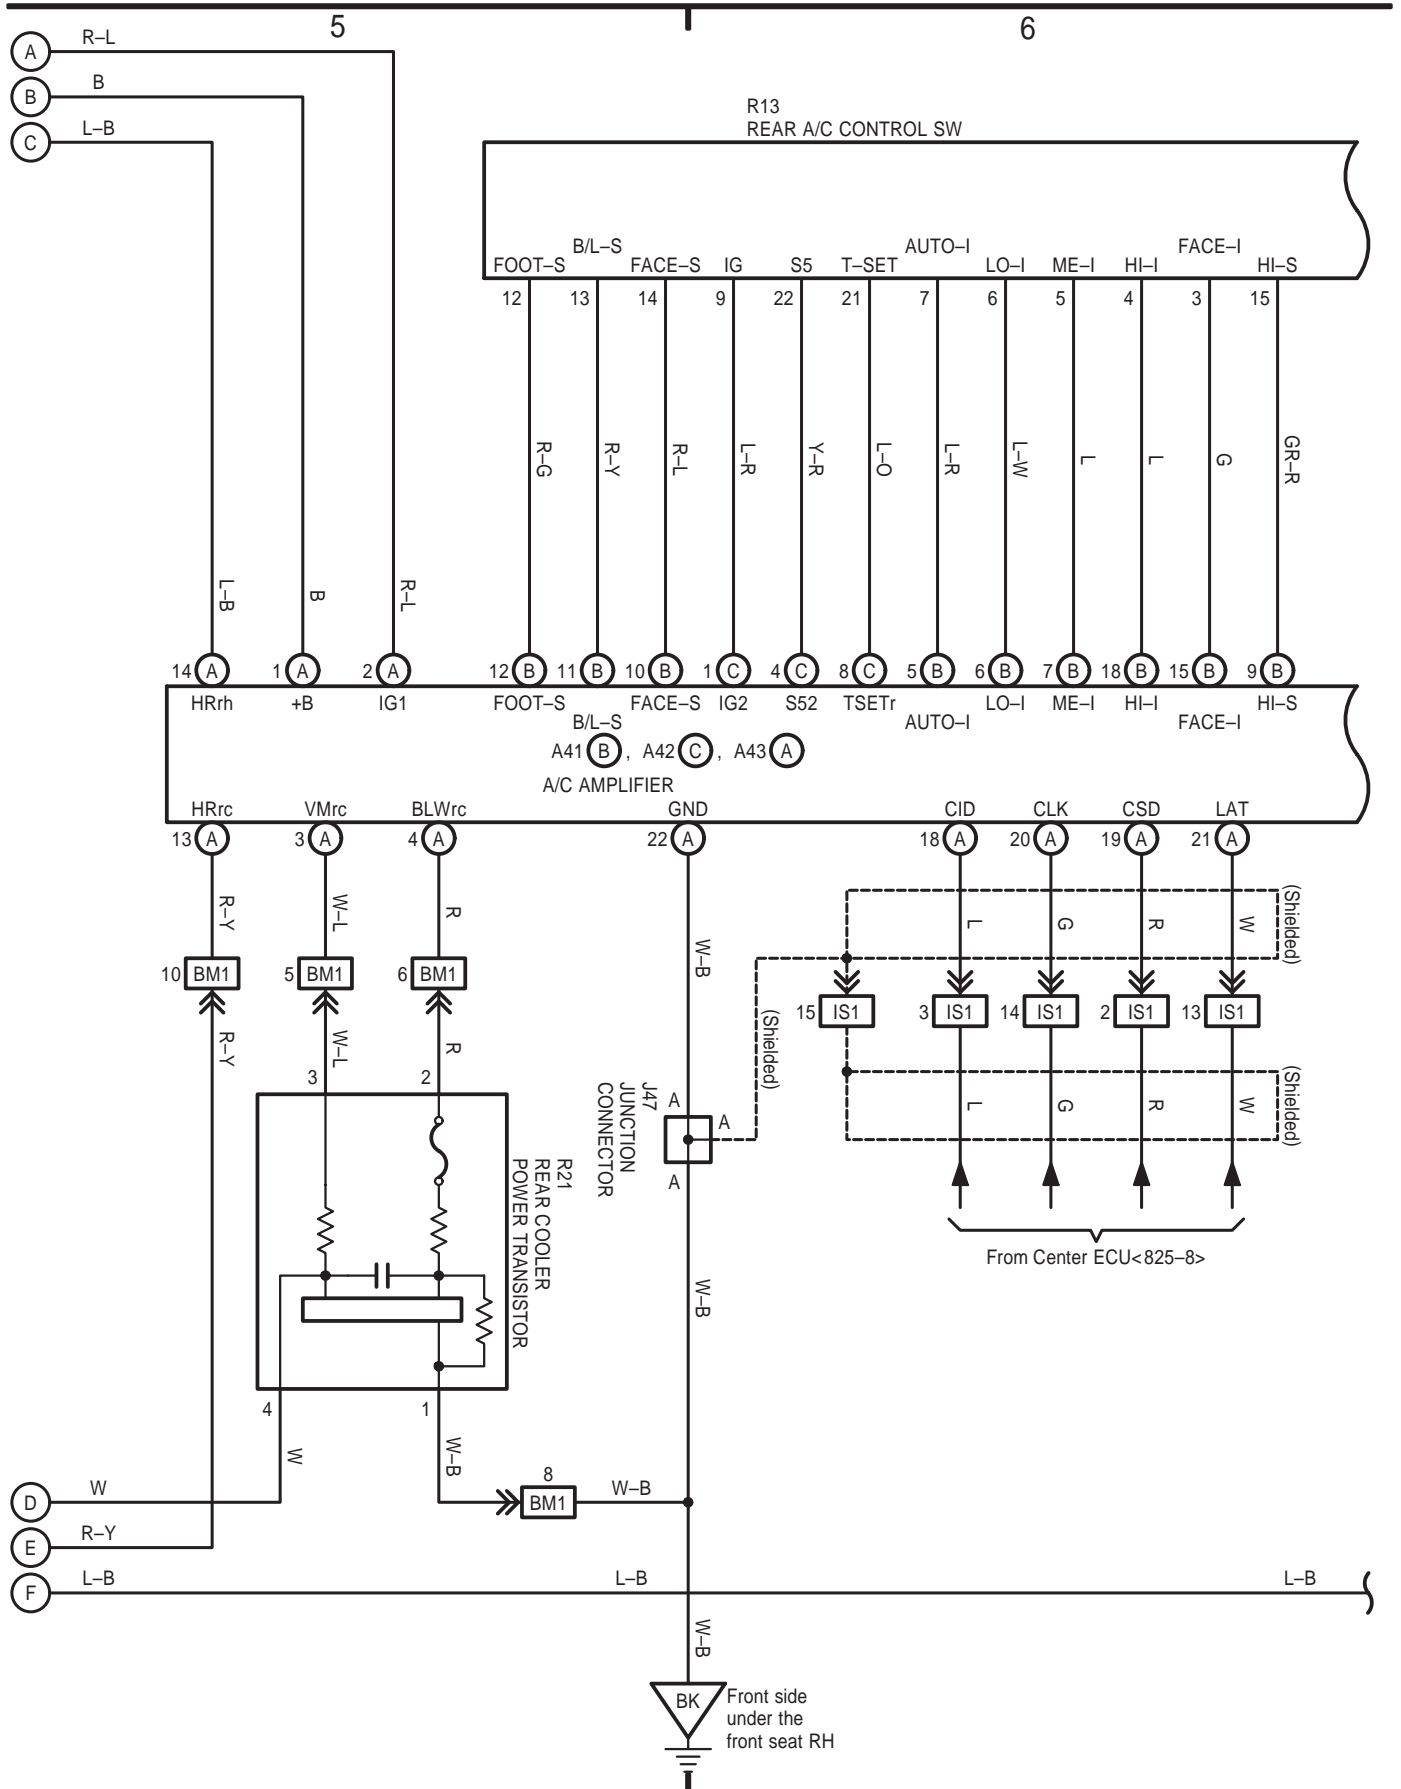 5
6
A
R–L
B
B
C
L–B
R13
REAR A/C CONTROL SW
B/L–S
AUTO–I
FACE–I
FOOT–S
FACE–S
IG
S5
T–SET
LO–I
ME–I
HI–I
HI–S
12
13
14
9
22
21
7
6
5
4
3
15
R–G
R–Y
R–L
L–R
Y–R
L–O
L–R
L–W
L
L
G
GR–R
L–B
B
R–L
14 A
1 A
2 A
12 B
11 B
10 B
1 C
4 C
8 C
5 B
6 B
7 B
18 B
15 B
9 B
HRrh
+B
IG1
FOOT–S
FACE–S
IG2
S52
TSETr
LO–I
ME–I
HI–I
HI–S
B/L–S
AUTO–I
FACE–I
A41 B , A42 C , A43 A
A/C AMPLIFIER
HRrc
VMrc
BLWrc
GND
CID
CLK
CSD
LAT
13 A
3 A
4 A
22 A
18 A
20 A
19 A
21 A
R–Y
W–L
R
W–B
L
G
R
W
(Shielded)
10 BM1
5 BM1
6 BM1
15 IS1
3 IS1
14 IS1
2 IS1
13 IS1
R–Y
W–L
R
(Shielded)
3
2
J47
JUNCTION
CONNECTOR
A
A
A
L
G
R
W
(Shielded)
R21
REAR COOLER
POWER TRANSISTOR
From Center ECU<825–8>
W–B
4
1
W
W–B
8
BM1
W–B
D
W
E
R–Y
F
L–B
L–B
L–B
W–B
BK
Front side
under the
front seat RH